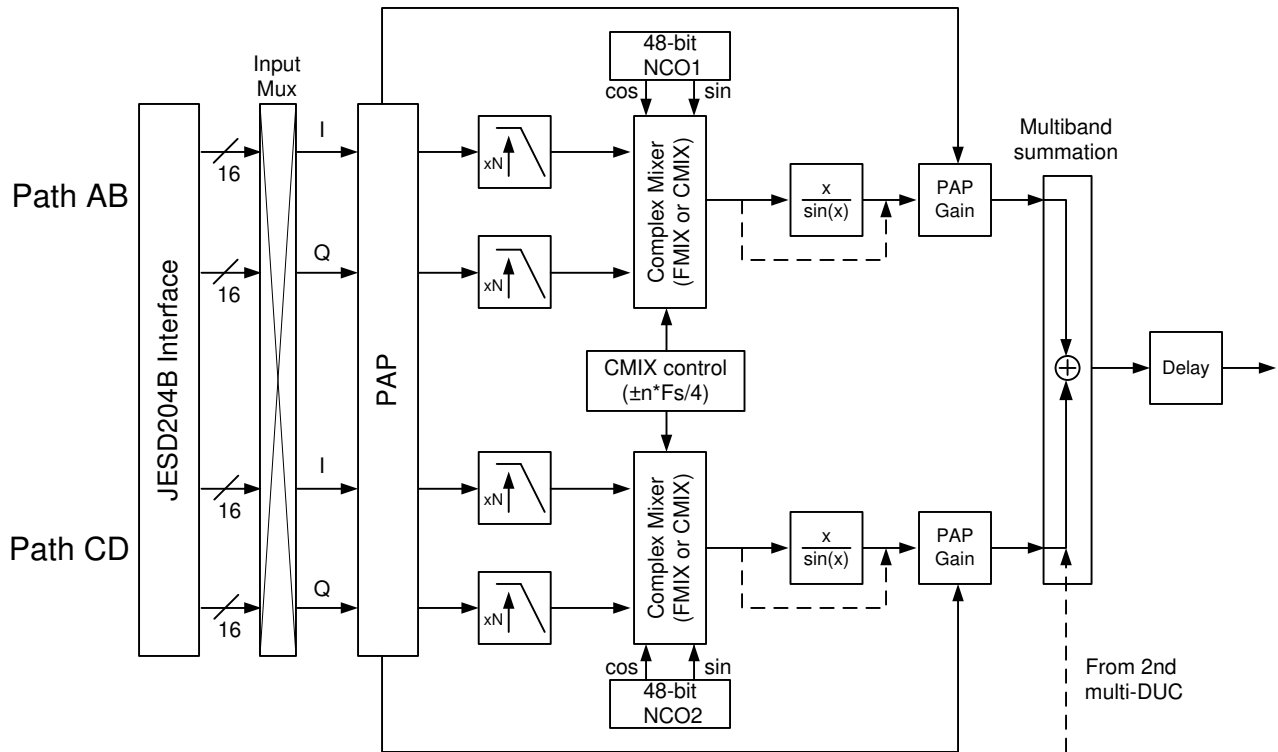 48-bit
NCO1
cos
sin
Input
Mux
I
16
Path AB
Q
16
JESD204B Interface
PAP
xN
xN
Complex Mixer
(FMIX or CMIX)
x
sin(x)
PAP
Gain
Multiband
summation
CMIX control
(±n*Fs/4)
+
Delay
I
16
Path CD
Q
16
xN
xN
Complex Mixer
(FMIX or CMIX)
x
sin(x)
PAP
Gain
cos
sin
48-bit
NCO2
From 2nd
multi-DUC